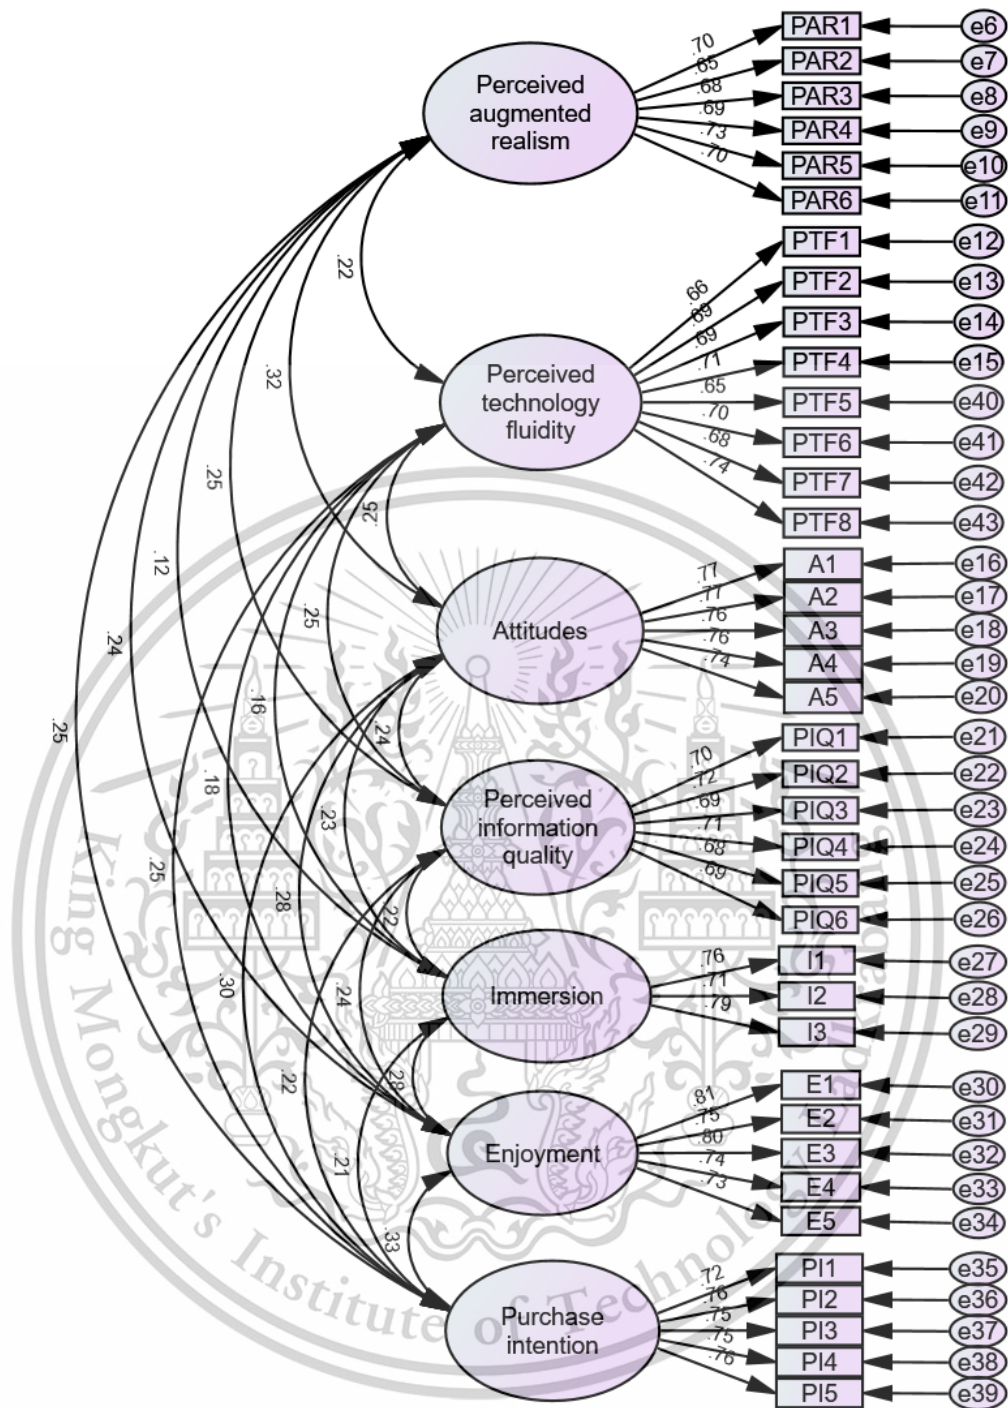 Perceived
augmented
realism
.70
.65
.68
.69
.73
.70
PAR1
PAR2
PAR3
PAR4
PAR5
PAR6
e6
e7
e8
e9
e10
e11
.22
Perceived
technology
fluidity
.66
.69
.69
.71
.65
.70
.68
.74
PTF1
PTF2
PTF3
PTF4
PTF5
PTF6
PTF7
PTF8
e12
e13
e14
e15
e40
e41
e42
e43
.32
.25
.26
.12
.25
.24
.25
Attitudes
.77
.77
.76
.76
.74
A1
A2
A3
A4
A5
e16
e17
e18
e19
e20
.16
.24
.18
.23
.25
.28
Perceived
information
quality
.70
.72
.69
.71
.68
.69
PIQ1
PIQ2
PIQ3
PIQ4
PIQ5
PIQ6
e21
e22
e23
e24
e25
e26
.22
.30
.24
Immersion
.76
.71
.79
I1
I2
I3
e27
e28
e29
.22
.28
.21
Enjoyment
.81
.75
.80
.74
.73
E1
E2
E3
E4
E5
e30
e31
e32
e33
e34
.33
Purchase
intention
.72
.76
.75
.75
.76
PI1
PI2
PI3
PI4
PI5
e35
e36
e37
e38
e39
King Mongkut's Institute of Technology